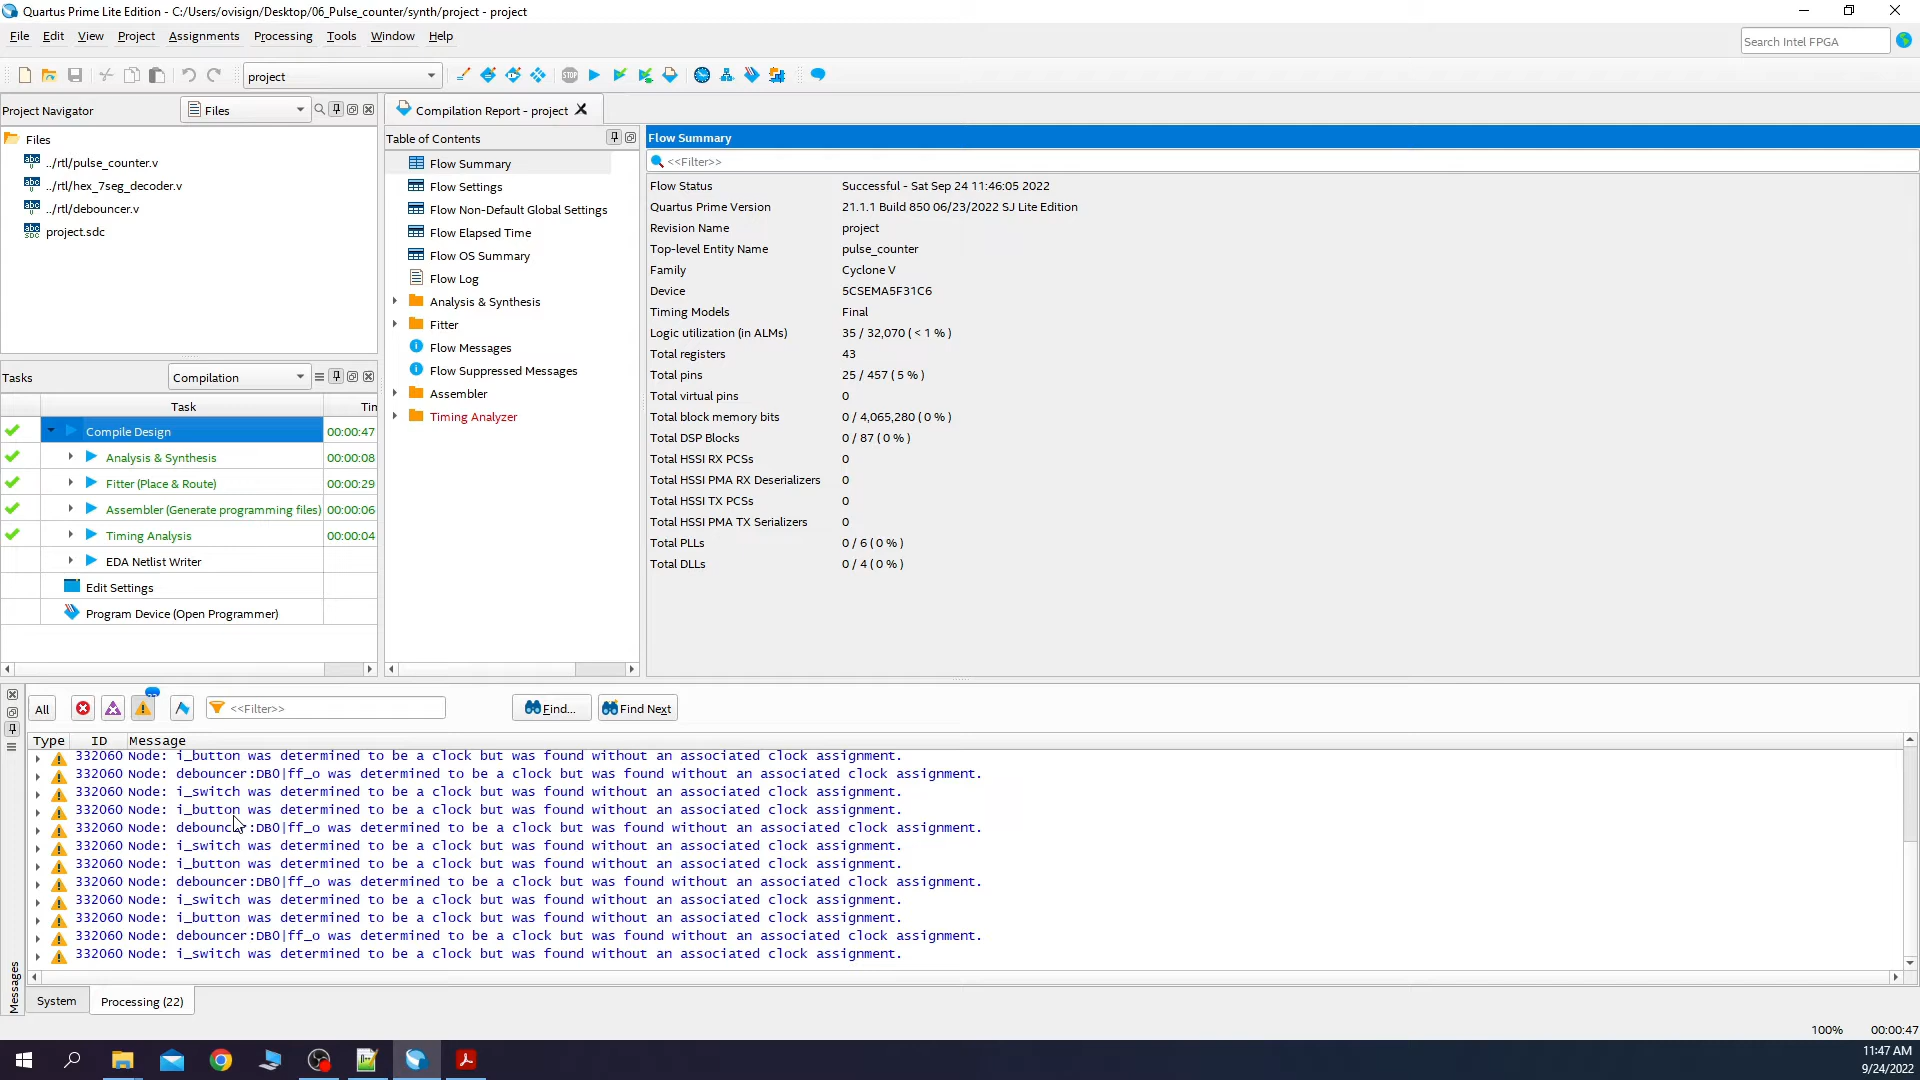 Quartus Prime Lite Edition - C:/Users/ovisign/Desktop/06_Pulse_counter/synth/project - project
File Edit View Project Assignments Processing Tools Window Help
Search Intel FPGA
project
Project Navigator
Files
Files
../rtl/pulse_counter.v
../rtl/hex_7seg_decoder.v
../rtl/debouncer.v
project.sdc
Tasks
Compilation
Task Tim
Compile Design 00:00:47
Analysis & Synthesis 00:00:08
Fitter (Place & Route) 00:00:29
Assembler (Generate programming files) 00:00:06
Timing Analysis 00:00:04
EDA Netlist Writer
Edit Settings
Program Device (Open Programmer)
Compilation Report - project
Table of Contents
Flow Summary
Flow Settings
Flow Non-Default Global Settings
Flow Elapsed Time
Flow OS Summary
Flow Log
Analysis & Synthesis
Fitter
Flow Messages
Flow Suppressed Messages
Assembler
Timing Analyzer
Flow Summary
<<Filter>>
Flow Status Successful - Sat Sep 24 11:46:05 2022
Quartus Prime Version 21.1.1 Build 850 06/23/2022 SJ Lite Edition
Revision Name project
Top-level Entity Name pulse_counter
Family Cyclone V
Device 5CSEMA5F31C6
Timing Models Final
Logic utilization (in ALMs) 35 / 32,070 ( < 1 % )
Total registers 43
Total pins 25 / 457 ( 5 % )
Total virtual pins 0
Total block memory bits 0 / 4,065,280 ( 0 % )
Total DSP Blocks 0 / 87 ( 0 % )
Total HSSI RX PCSs 0
Total HSSI PMA RX Deserializers 0
Total HSSI TX PCSs 0
Total HSSI PMA TX Serializers 0
Total PLLs 0 / 6 ( 0 % )
Total DLLs 0 / 4 ( 0 % )
All
<<Filter>>
Find...
Find Next
Type ID Message
332060 Node: i_button was determined to be a clock but was found without an associated clock assignment.
332060 Node: debouncer:DB0|ff_o was determined to be a clock but was found without an associated clock assignment.
332060 Node: i_switch was determined to be a clock but was found without an associated clock assignment.
332060 Node: i_button was determined to be a clock but was found without an associated clock assignment.
332060 Node: debouncer:DB0|ff_o was determined to be a clock but was found without an associated clock assignment.
332060 Node: i_switch was determined to be a clock but was found without an associated clock assignment.
332060 Node: i_button was determined to be a clock but was found without an associated clock assignment.
332060 Node: debouncer:DB0|ff_o was determined to be a clock but was found without an associated clock assignment.
332060 Node: i_switch was determined to be a clock but was found without an associated clock assignment.
332060 Node: i_button was determined to be a clock but was found without an associated clock assignment.
332060 Node: debouncer:DB0|ff_o was determined to be a clock but was found without an associated clock assignment.
332060 Node: i_switch was determined to be a clock but was found without an associated clock assignment.
Messages
System Processing (22)
100% 00:00:47
11:47 AM
9/24/2022